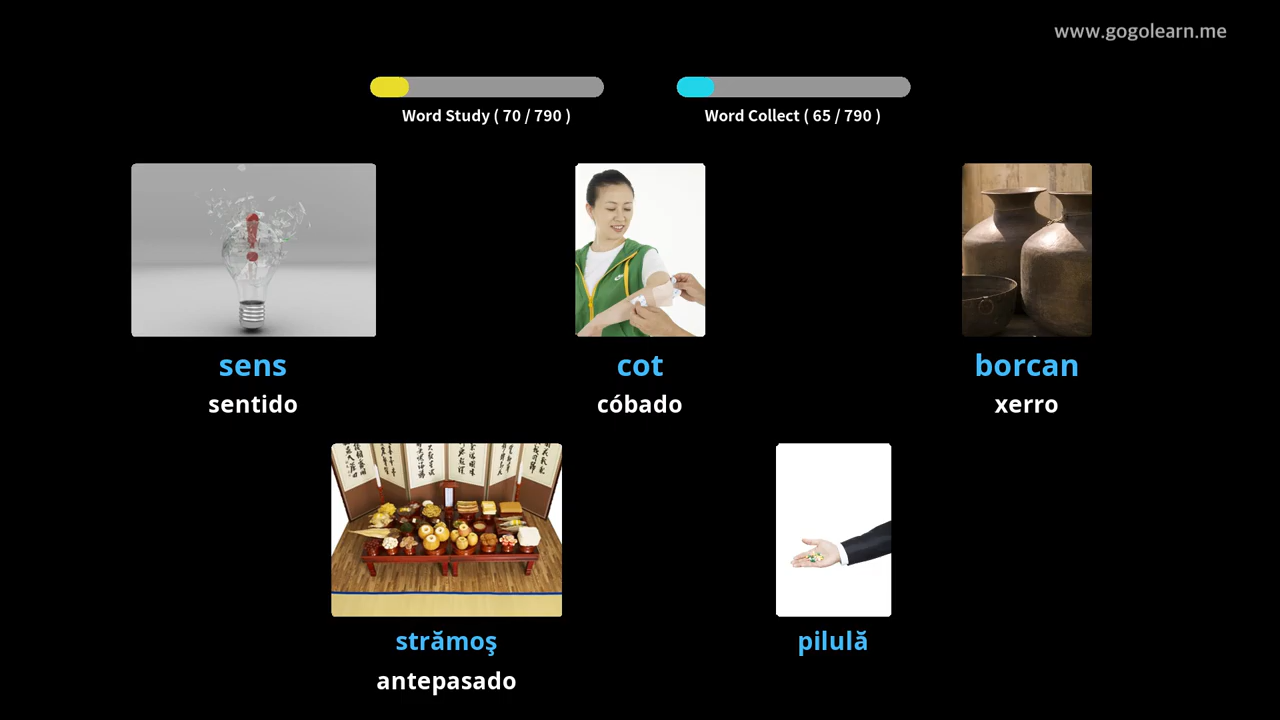 www.gogolearn.me
Word Study ( 70 / 790 )
Word Collect ( 65 / 790 )
sens
sentido
cot
cóbado
borcan
xerro
strămoş
antepasado
pilulă